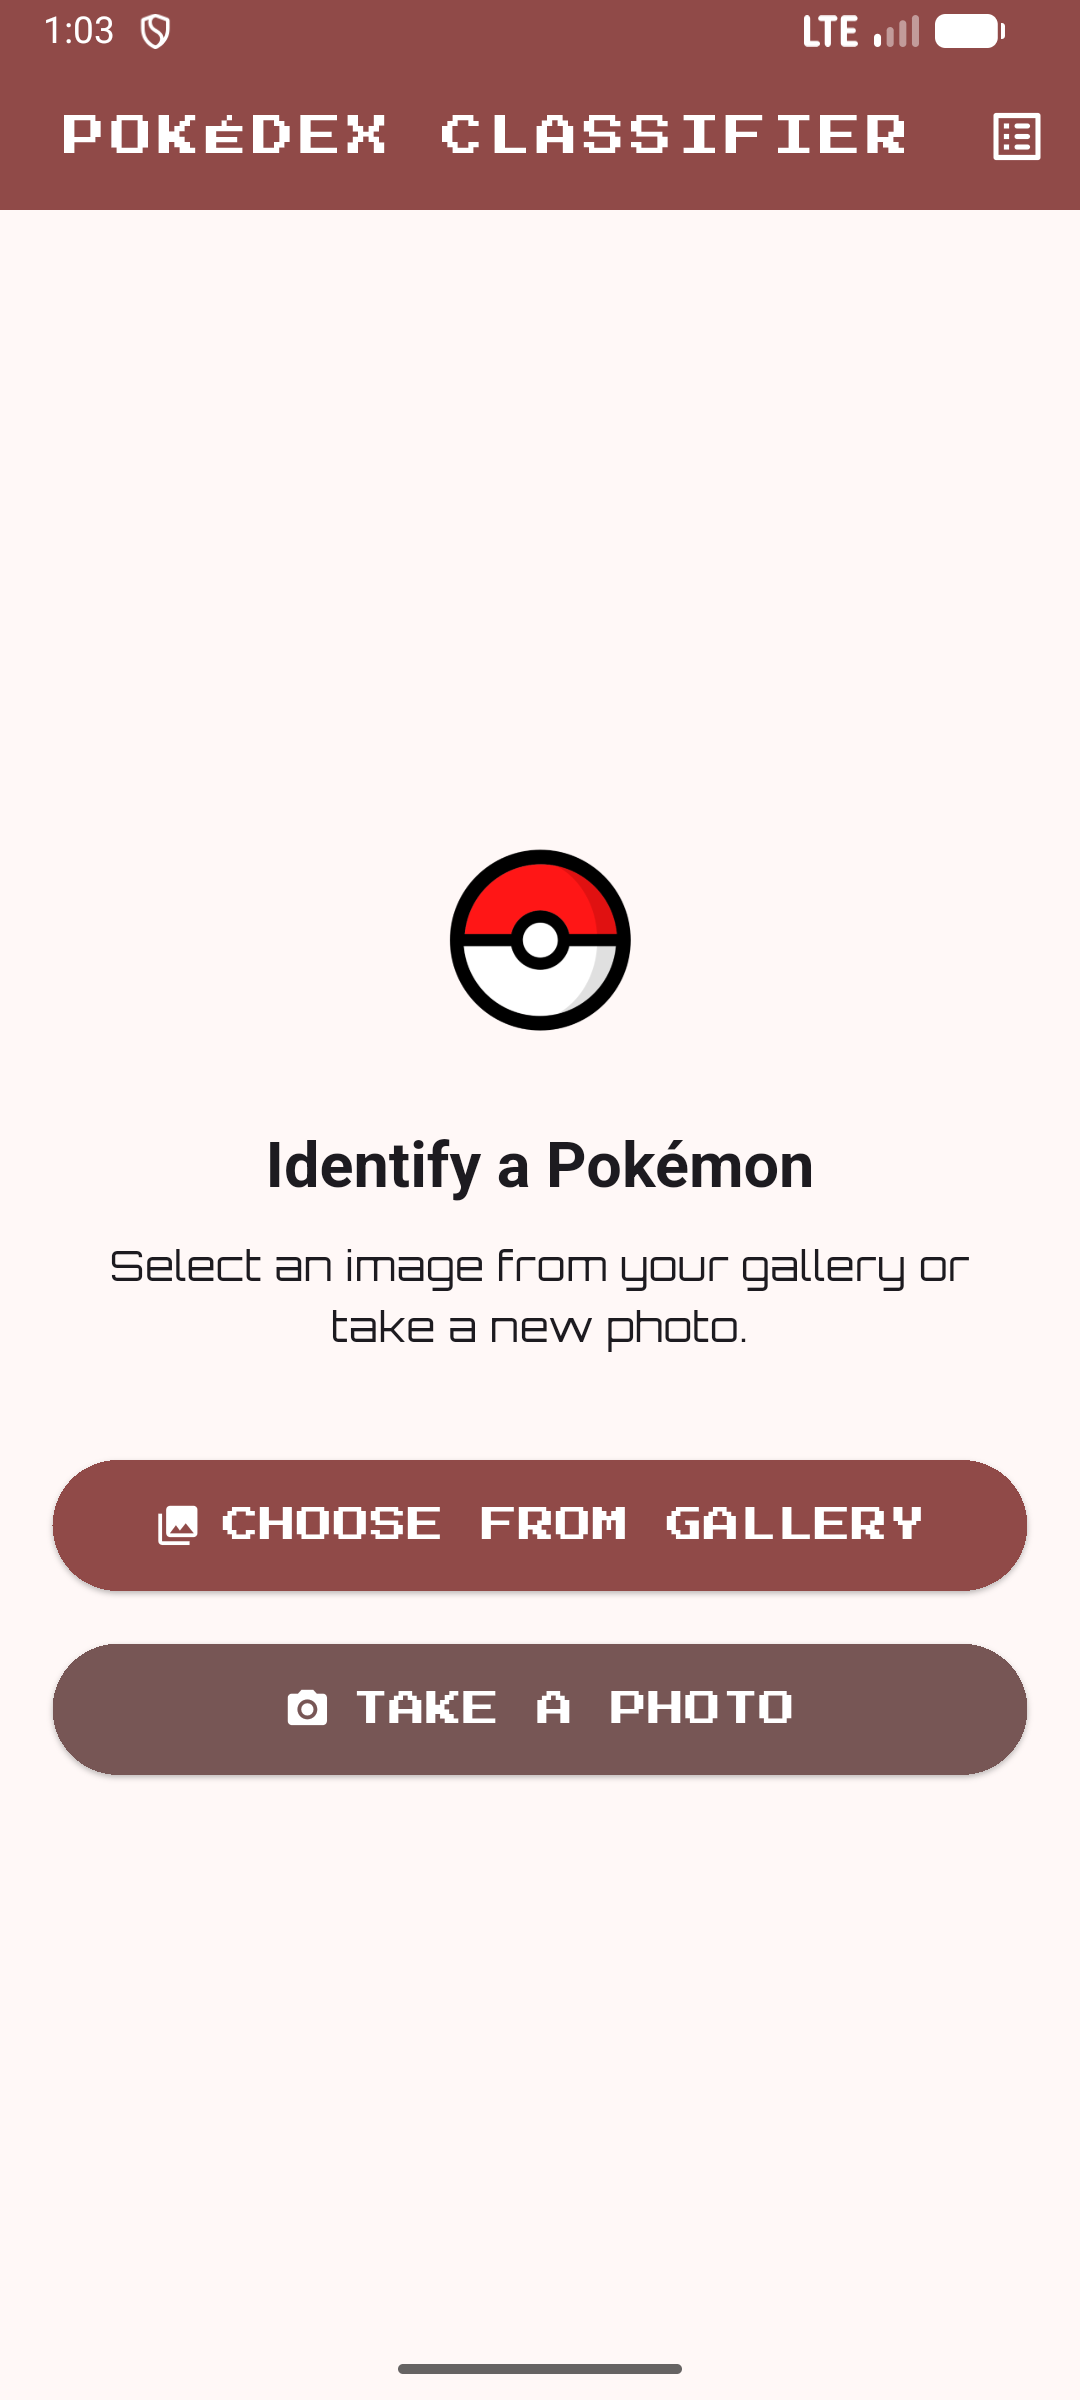 1:03 LTE
POKéDEX CLASSIFIER
Identify a Pokémon
Select an image from your gallery or
take a new photo.
CHOOSE FROM GALLERY
TAKE A PHOTO